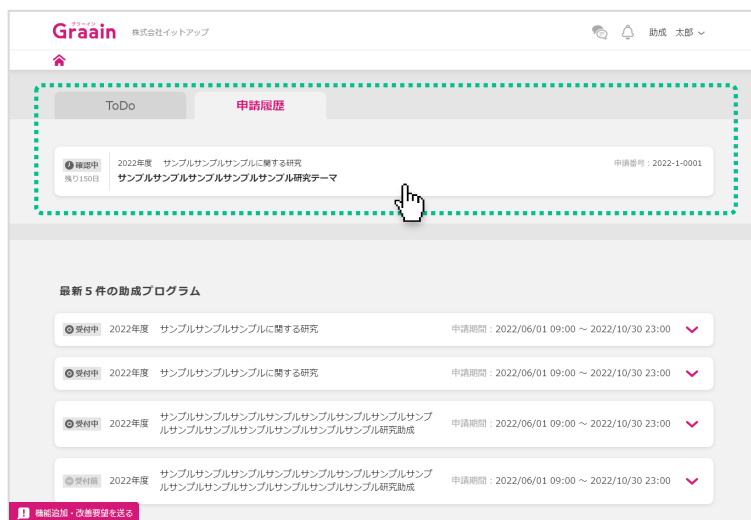 グラーイン
Graain 株式会社イットアップ 助成 太郎
ToDo 申請履歴
確認中 2022年度 サンプルサンプルサンプルに関する研究 申請番号：2022-1-0001
残り150日 サンプルサンプルサンプルサンプルサンプル研究テーマ
最新５件の助成プログラム
受付中 2022年度 サンプルサンプルサンプルに関する研究 申請期間：2022/06/01 09:00 ～ 2022/10/30 23:00
受付中 2022年度 サンプルサンプルサンプルに関する研究 申請期間：2022/06/01 09:00 ～ 2022/10/30 23:00
サンプルサンプルサンプルサンプルサンプルサンプルサンプルサンプ
受付中 2022年度 ルサンプルサンプルサンプルサンプルサンプルサンプル研究助成 申請期間：2022/06/01 09:00 ～ 2022/10/30 23:00
サンプルサンプルサンプルサンプルサンプルサンプルサンプルサンプ
受付前 2022年度 ルサンプルサンプルサンプルサンプルサンプルサンプル研究助成 申請期間：2022/06/01 09:00 ～ 2022/10/30 23:00
機能追加・改善要望を送る